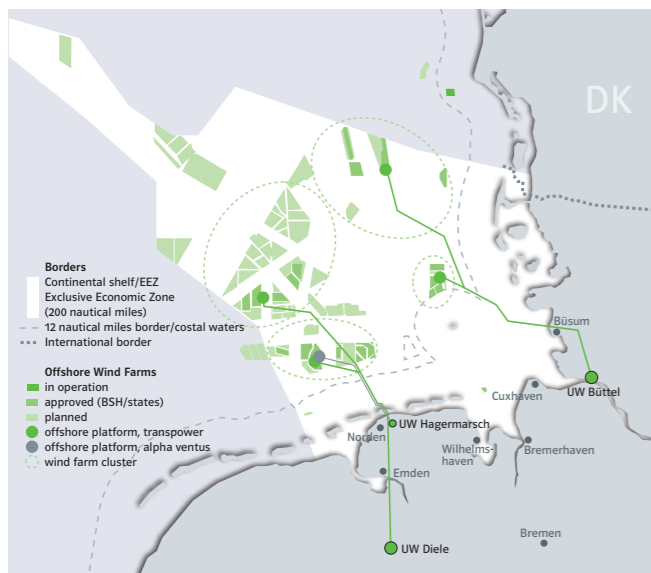 DK
Borders
Continental shelf/EEZ
Exclusive Economic Zone
(200 nautical miles)
12 nautical miles border/costal waters
International border
Offshore Wind Farms
in operation
approved (BSH/states)
planned
offshore platform, transpower
offshore platform, alpha ventus
wind farm cluster
Büsum
UW Büttel
Cuxhaven
UW Hagermarsch
Norden
Wilhelms-
haven
Bremerhaven
Emden
Bremen
UW Diele